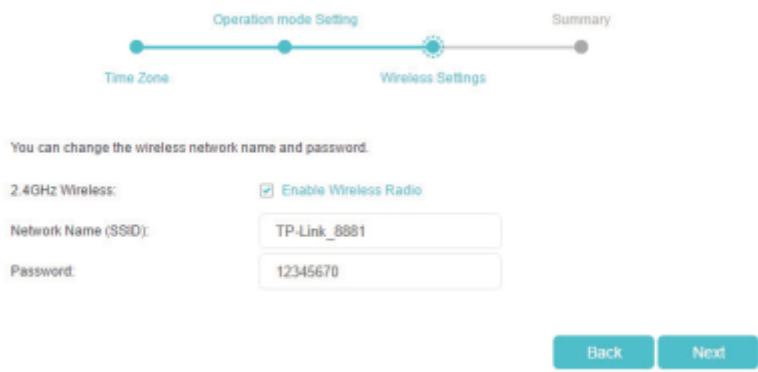 Operation mode Setting
Summary
Time Zone
Wireless Settings
You can change the wireless network name and password.
2.4GHz Wireless:
Enable Wireless Radio
Network Name (SSID):
TP-Link_8881
Password:
12345670
Back
Next